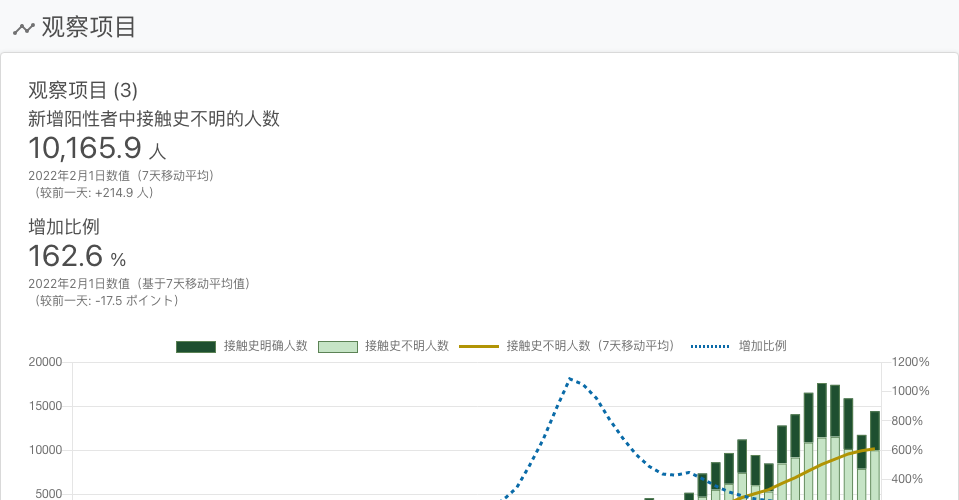 观察项目
观察项目 (3)
新增阳性者中接触史不明的人数
10,165.9 人
2022年2月1日数值（7天移动平均）
（较前一天: +214.9 人）
增加比例
162.6 %
2022年2月1日数值（基于7天移动平均值）
（较前一天: -17.5 ポイント）
接触史明确人数 接触史不明人数 接触史不明人数（7天移动平均） 增加比例
20000 1200%
1000%
15000
800%
10000 600%
400%
5000